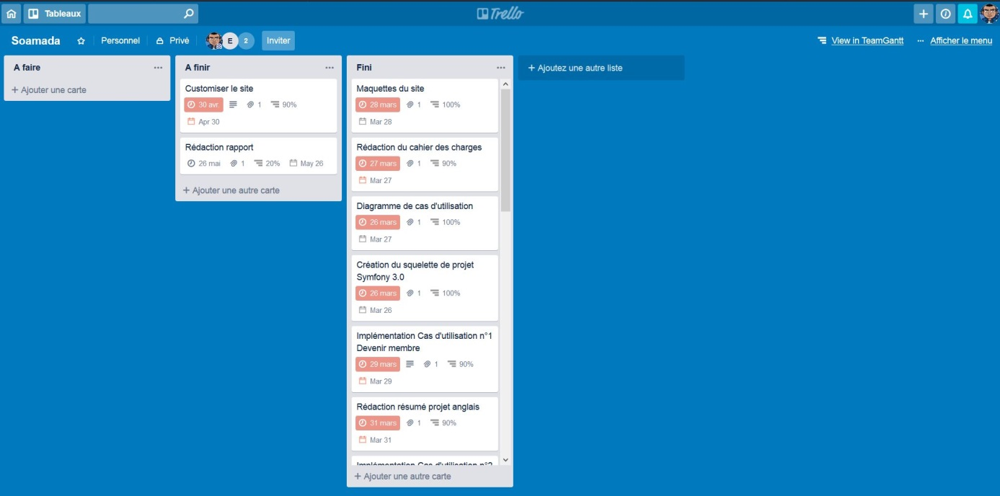 Tableaux
Trello
Soamada
Personnel
Privé
E
2
Inviter
View in TeamGantt
... Afficher le menu
A faire ...
+ Ajouter une carte
A finir ...
Customiser le site
30 avr. 1 90%
Apr 30
Rédaction rapport
26 mai 1 20% May 26
+ Ajouter une autre carte
Fini ...
Maquettes du site
28 mars 1 100%
Mar 28
Rédaction du cahier des charges
27 mars 1 90%
Mar 27
Diagramme de cas d'utilisation
26 mars 1 100%
Mar 27
Création du squelette de projet
Symfony 3.0
26 mars 1 100%
Mar 26
Implémentation Cas d'utilisation n°1
Devenir membre
29 mars 1 90%
Mar 29
Rédaction résumé projet anglais
31 mars 1 90%
Mar 31
Implémentation Cas d'utilisation n°2
+ Ajouter une autre carte
+ Ajoutez une autre liste